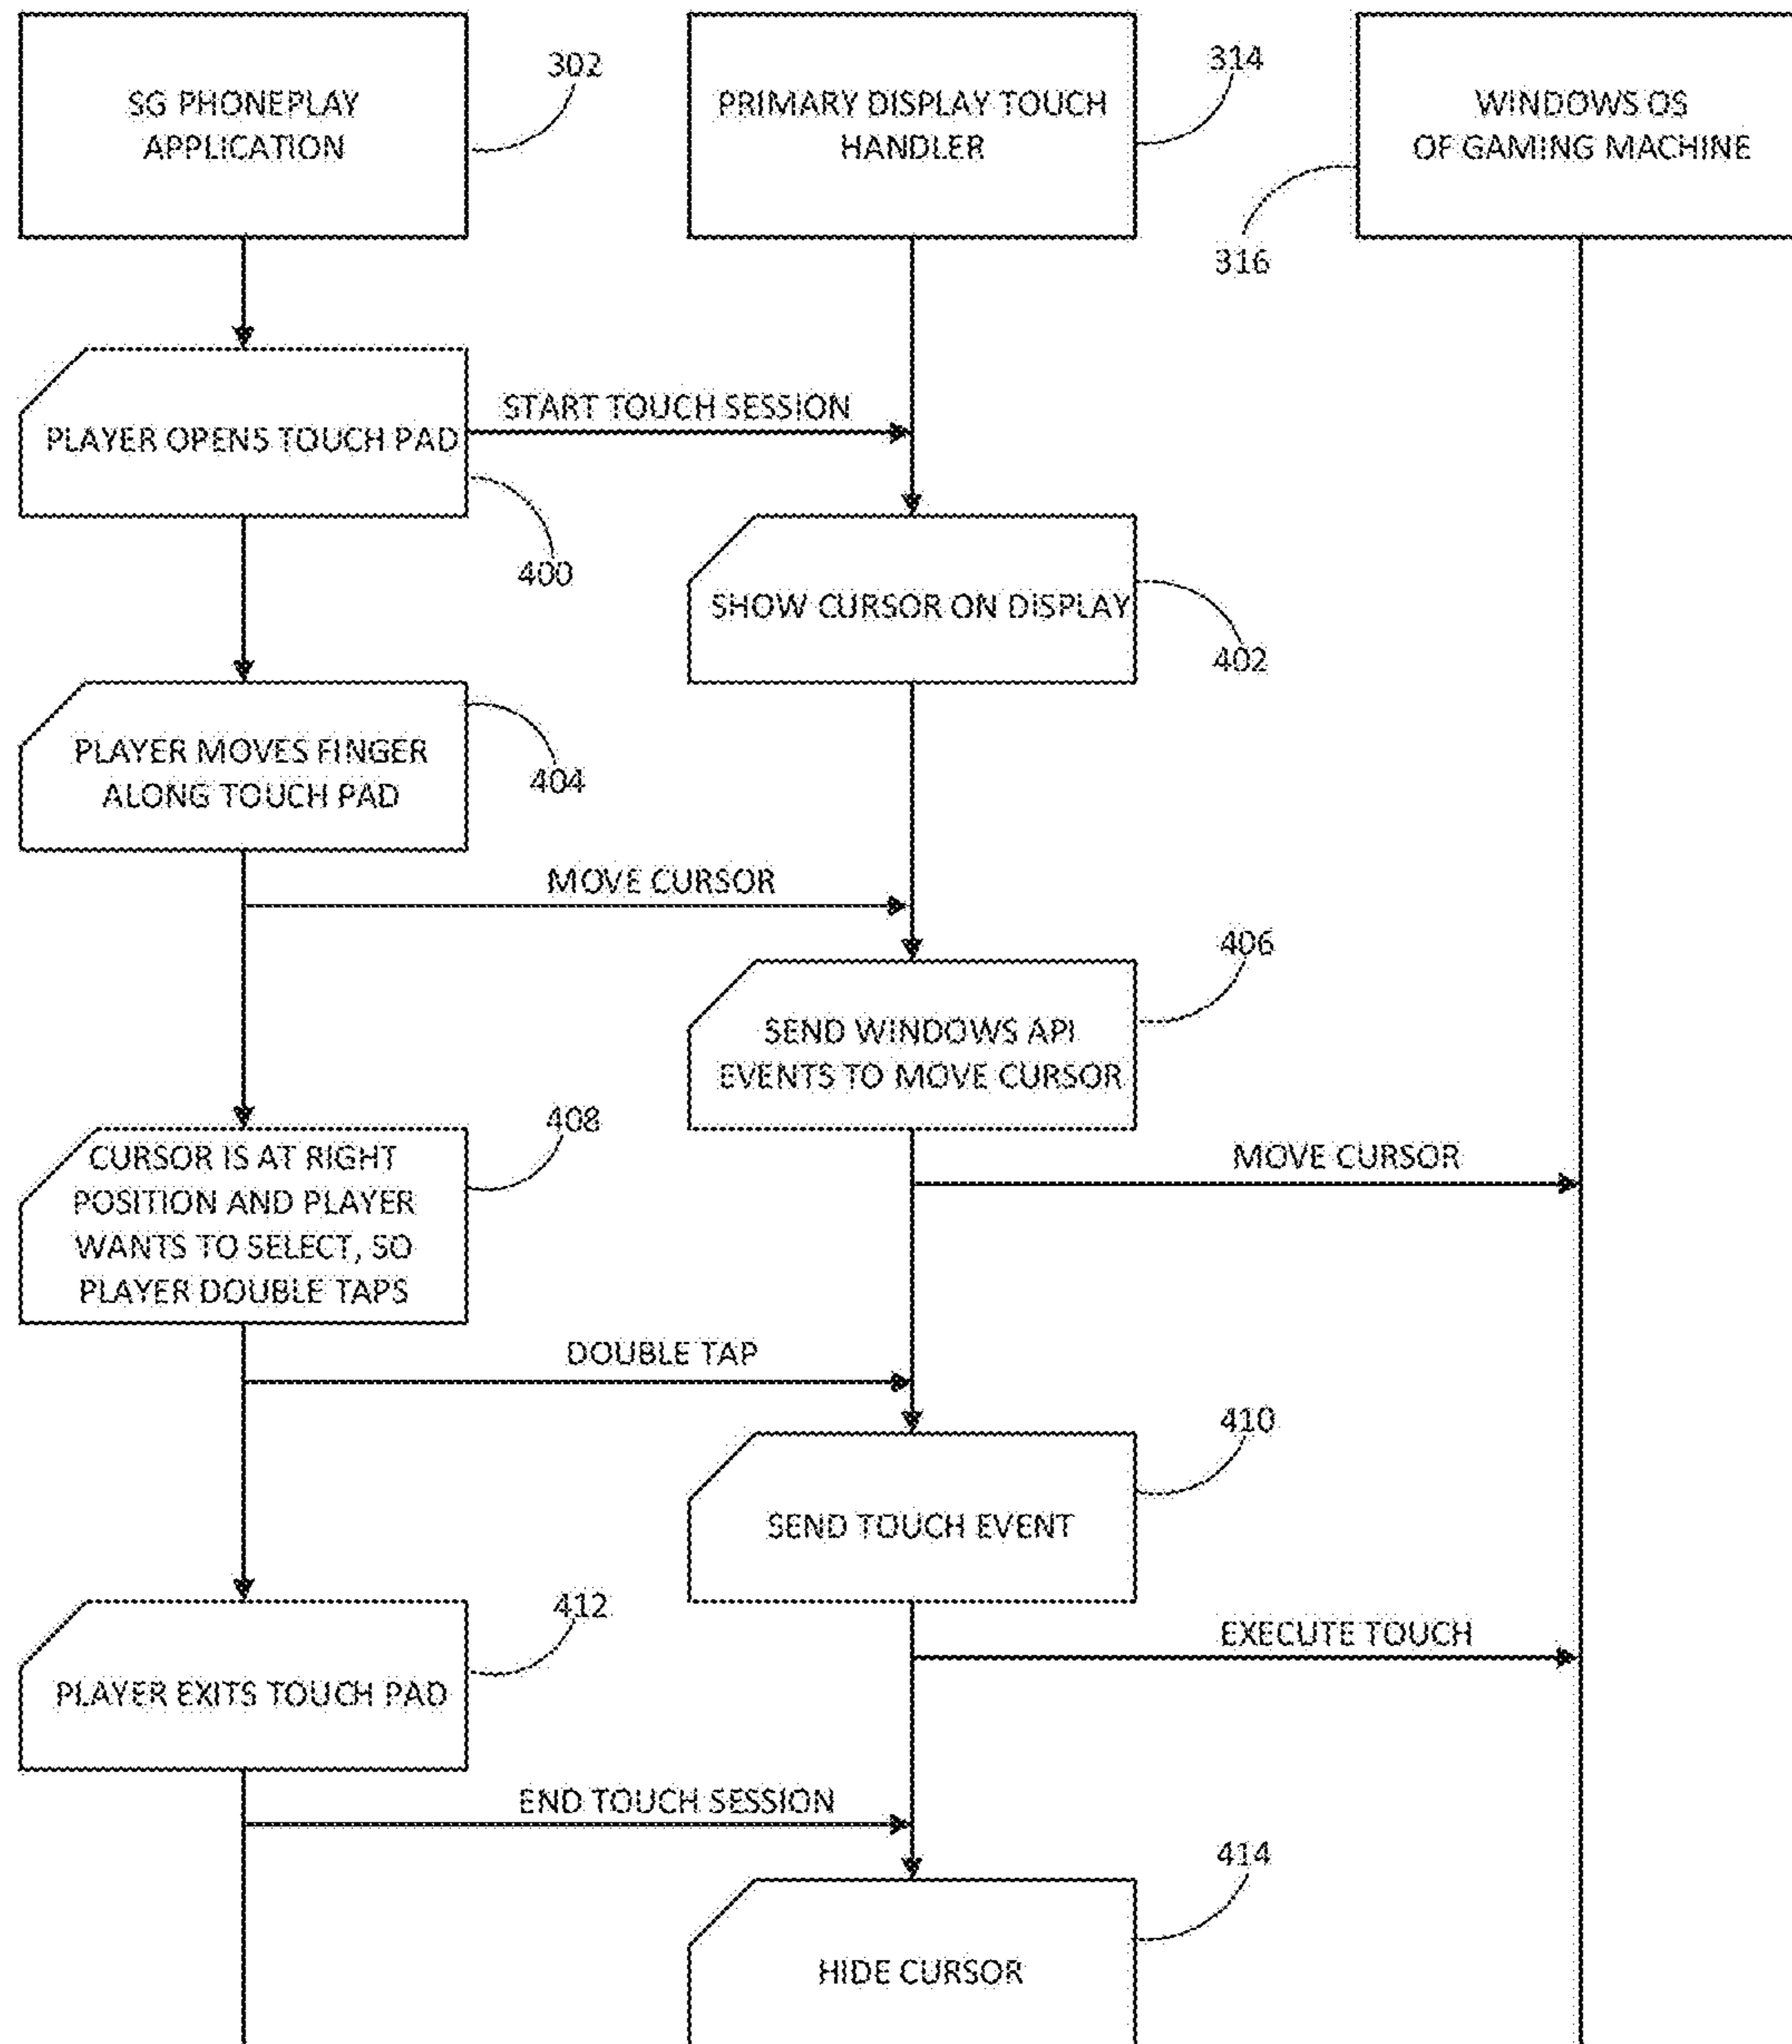 SG PHONEPLAY
APPLICATION
302
PRIMARY DISPLAY TOUCH
HANDLER
314
WINDOWS OS
OF GAMING MACHINE
316
PLAYER OPENS TOUCH PAD
400
START TOUCH SESSION
SHOW CURSOR ON DISPLAY
402
PLAYER MOVES FINGER
ALONG TOUCH PAD
404
MOVE CURSOR
SEND WINDOWS API
EVENTS TO MOVE CURSOR
406
CURSOR IS AT RIGHT
POSITION AND PLAYER
WANTS TO SELECT, SO
PLAYER DOUBLE TAPS
408
MOVE CURSOR
DOUBLE TAP
SEND TOUCH EVENT
410
PLAYER EXITS TOUCH PAD
412
EXECUTE TOUCH
END TOUCH SESSION
HIDE CURSOR
414